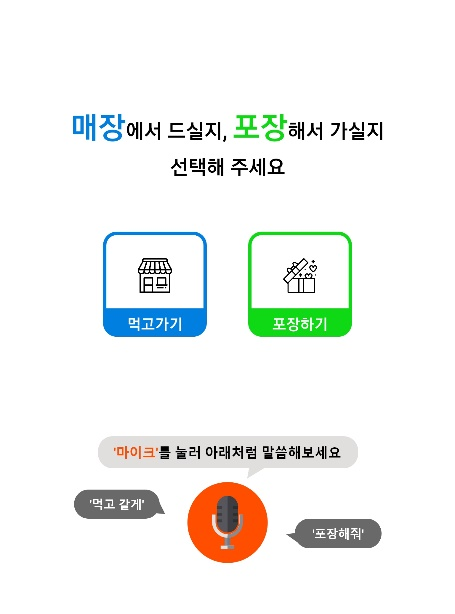 매장에서 드실지, 포장해서 가실지
선택해 주세요
먹고가기
포장하기
'마이크'를 눌러 아래처럼 말씀해보세요
'먹고 갈게'
'포장해줘'